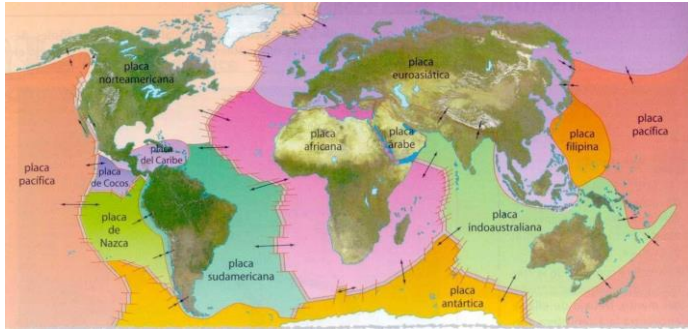 placa
norteamericana
placa
euroasiática
placa
africana
placa
arabe
placa
filipina
placa
pacífica
placa
del Caribe
placa
de Cocos
placa
pacífica
placa
de
Nazca
placa
sudamericana
placa
indoaustraliana
placa
antártica